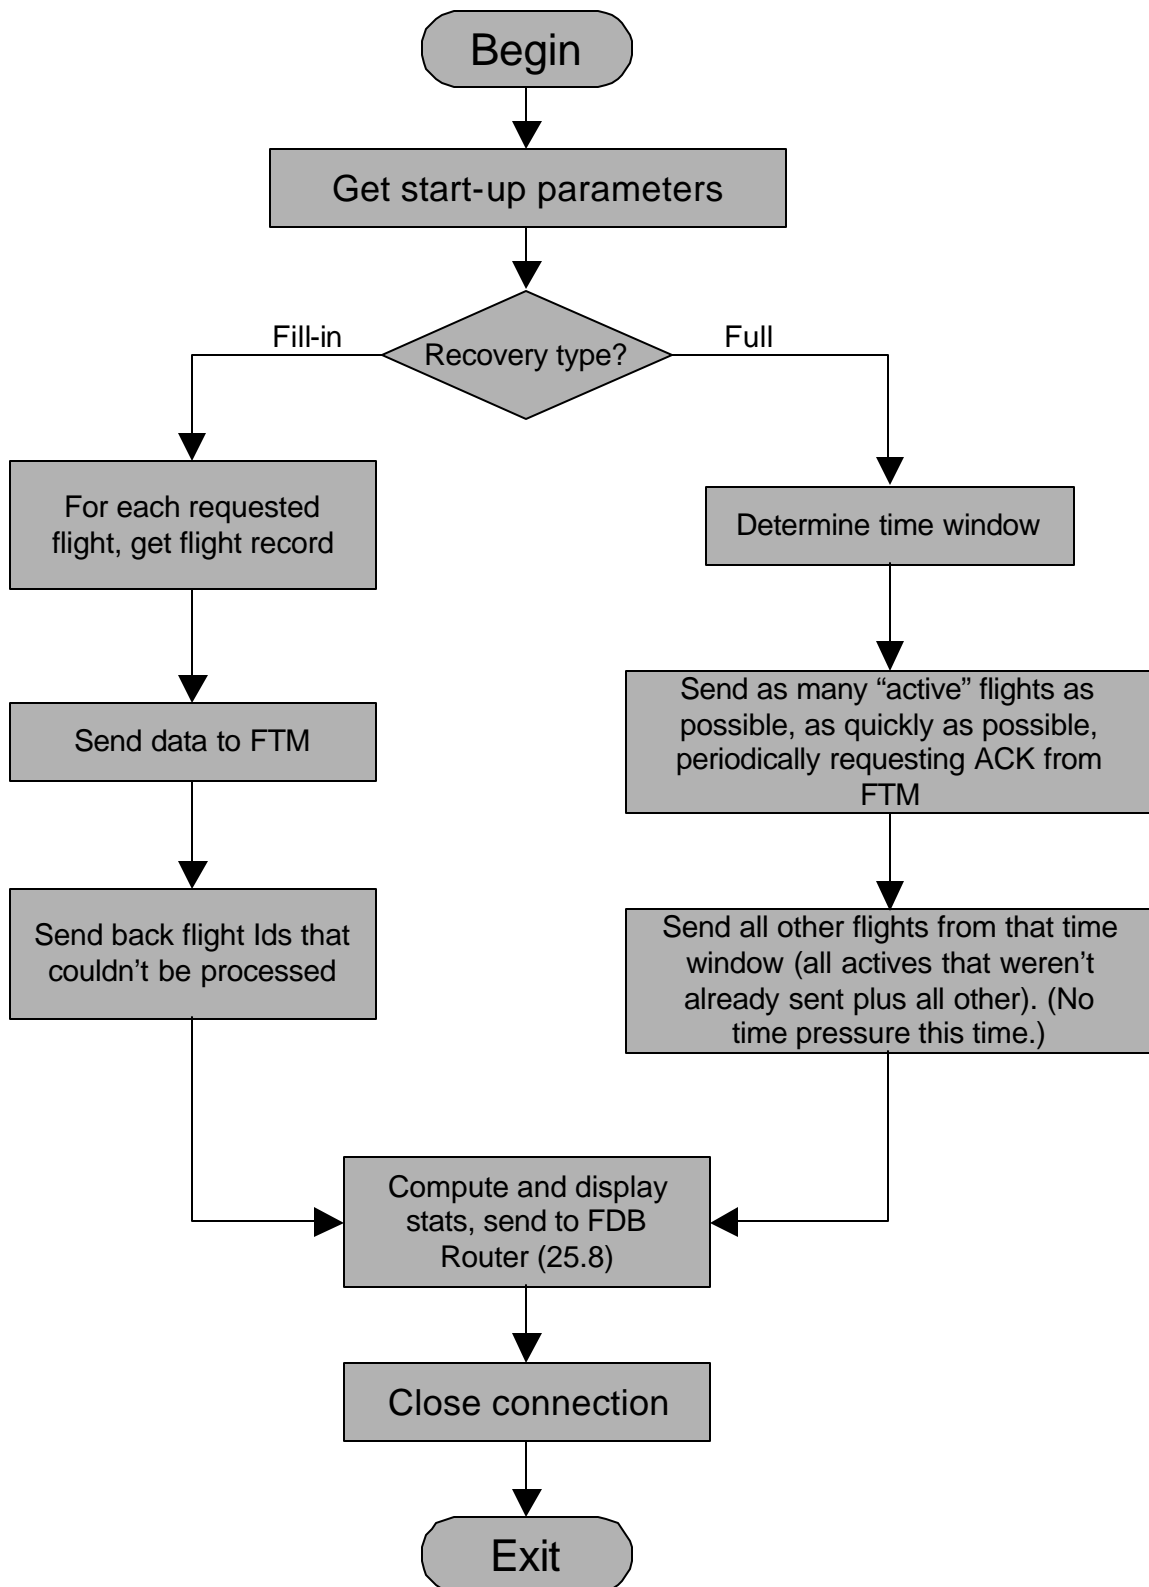 Begin
Get start-up parameters
Fill-in
Full
Recovery type?
For each requested
flight, get flight record
Determine time window
Send data to FTM
Send as many “active” flights as
possible, as quickly as possible,
periodically requesting ACK from
FTM
Send back flight Ids that
couldn’t be processed
Send all other flights from that time
window (all actives that weren’t
already sent plus all other). (No
time pressure this time.)
Compute and display
stats, send to FDB
Router (25.8)
Close connection
Exit